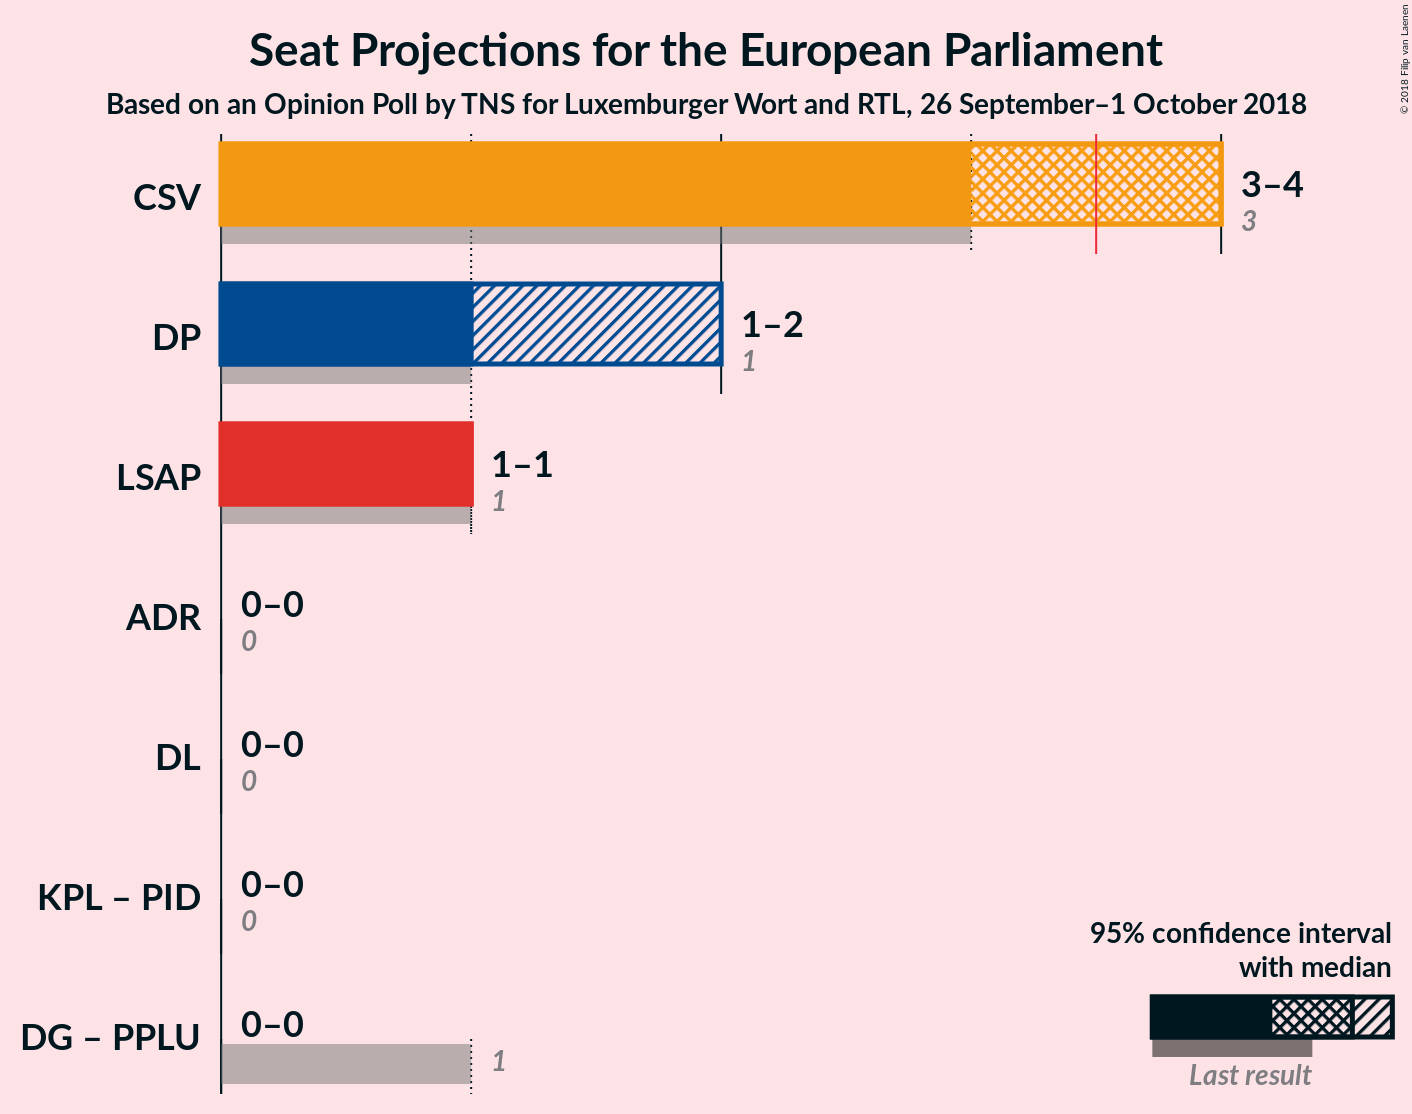 Seat Projections for the European Parliament
Based on an Opinion Poll by TNS for Luxemburger Wort and RTL, 26 September–1 October 2018
© 2018 Filip van Laenen
CSV
3–4
3
DP
1–2
1
LSAP
1–1
1
ADR
0–0
0
DL
0–0
0
KPL – PID
0–0
0
DG – PPLU
0–0
1
95% confidence interval
with median
Last result